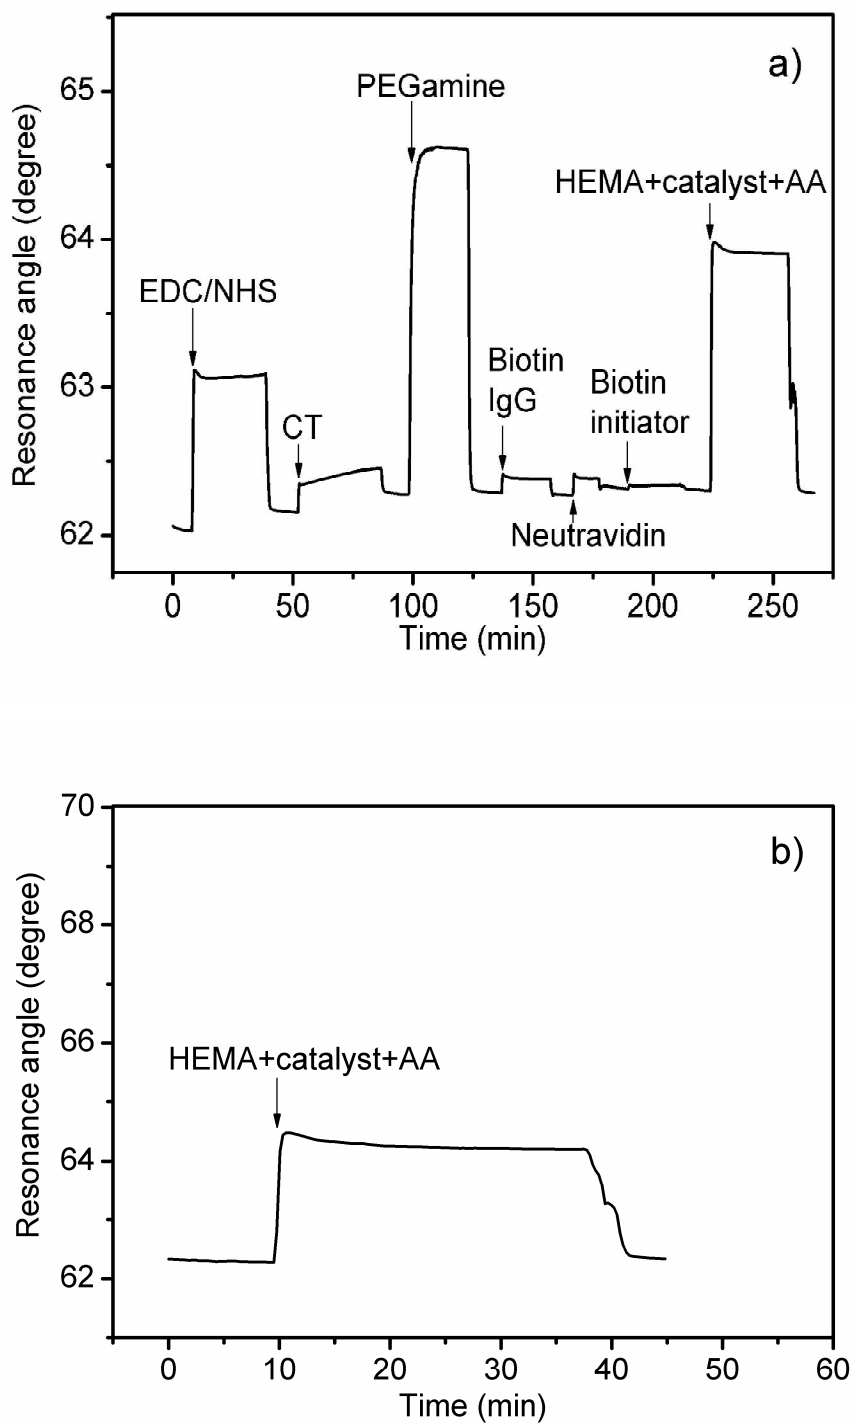 a)
65
PEGamine
HEMA+catalyst+AA
64
EDC/NHS
63
Biotin
IgG
Biotin
initiator
CT
62
Neutravidin
Resonance angle (degree)
0 50 100 150 200 250
Time (min)
70
b)
68
66
HEMA+catalyst+AA
64
62
Resonance angle (degree)
0 10 20 30 40 50 60
Time (min)